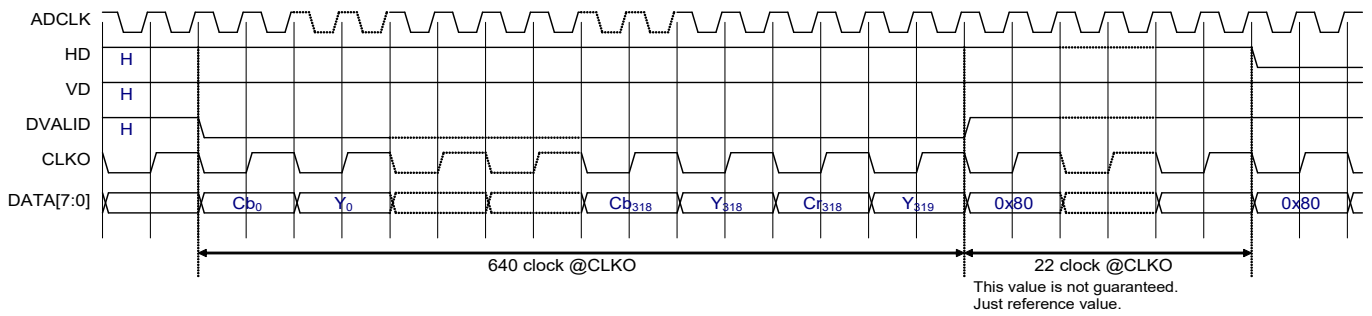 ADCLK
HD H
VD H
DVALID H
CLKO
DATA[7:0] Cb0 Y0 Cb318 Y318 Cr318 Y319 0x80 0x80
640 clock @CLKO 22 clock @CLKO
This value is not guaranteed.
Just reference value.